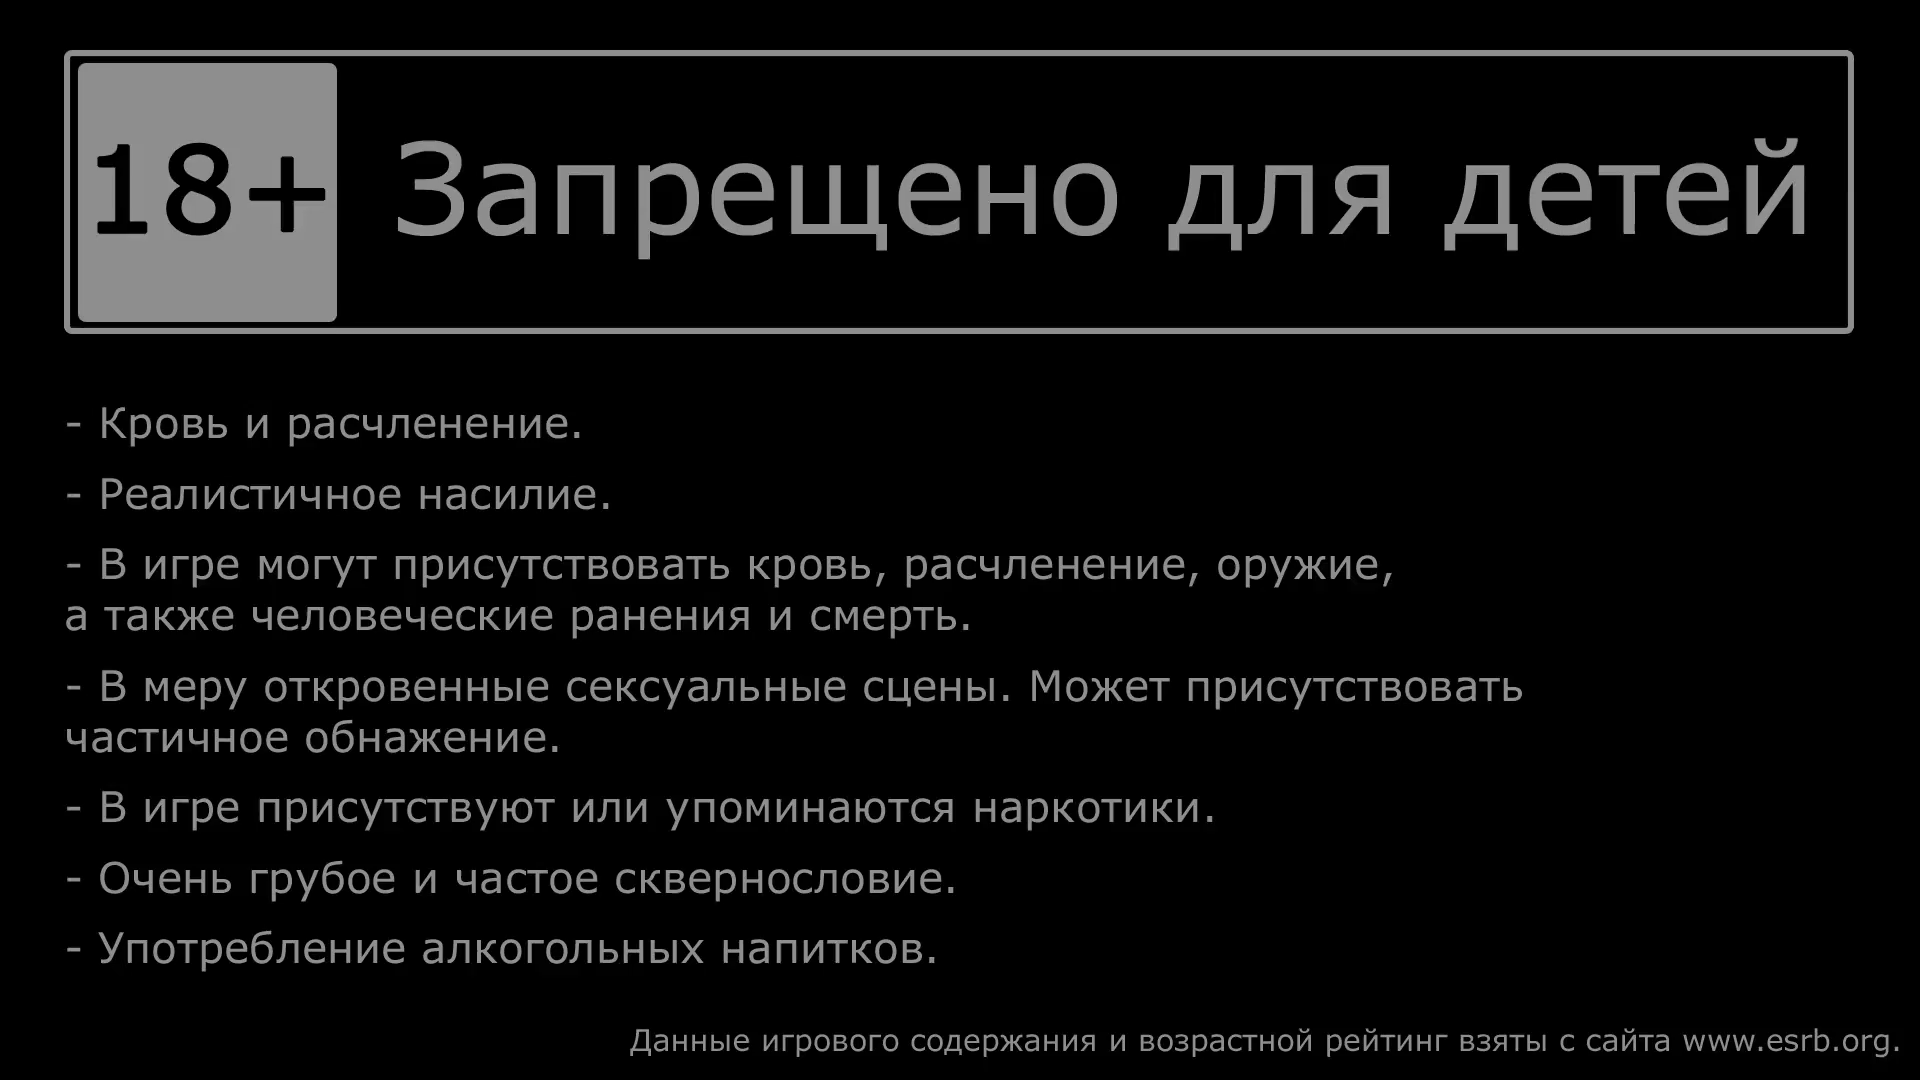 18+ Запрещено для детей
- Кровь и расчленение.
- Реалистичное насилие.
- В игре могут присутствовать кровь, расчленение, оружие,
а также человеческие ранения и смерть.
- В меру откровенные сексуальные сцены. Может присутствовать
частичное обнажение.
- В игре присутствуют или упоминаются наркотики.
- Очень грубое и частое сквернословие.
- Употребление алкогольных напитков.
Данные игрового содержания и возрастной рейтинг взяты с сайта www.esrb.org.